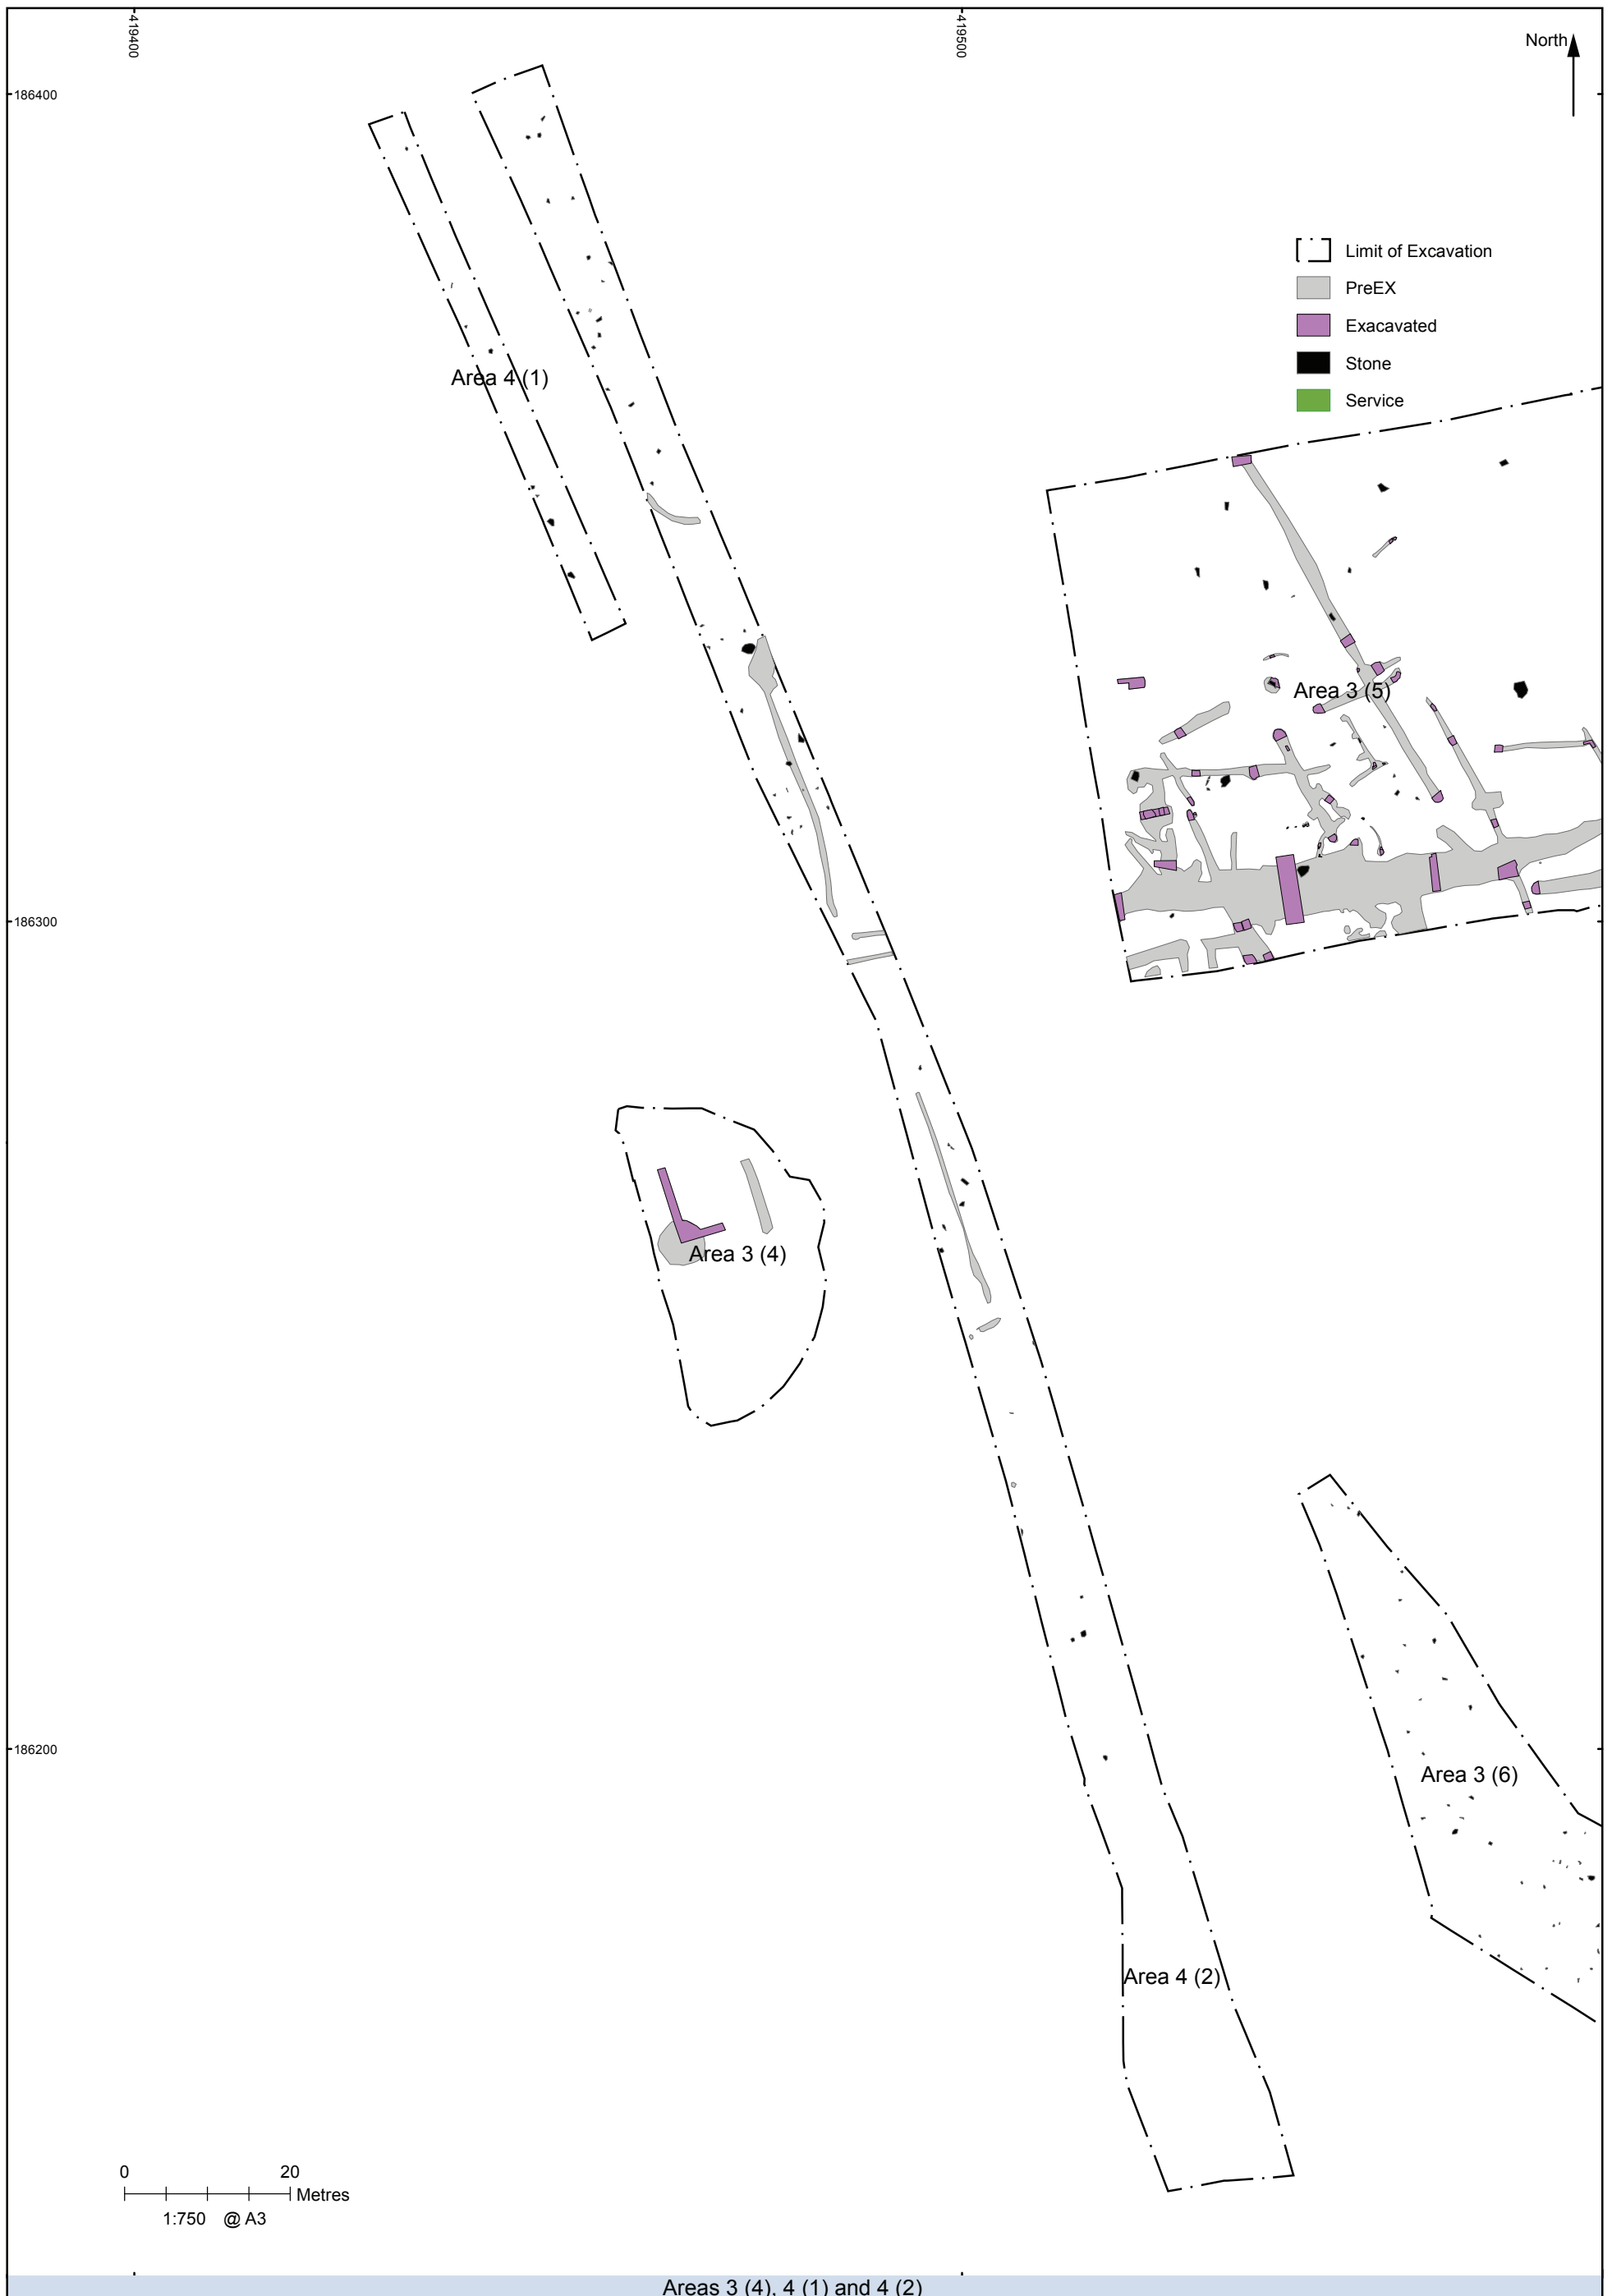 419400
419500
North
186400
Limit of Excavation
PreEX
Exacavated
Stone
Service
Area 4 (1)
Area 3 (5)
186300
Area 3 (4)
186200
Area 3 (6)
Area 4 (2)
0 20
Metres
1:750 @ A3
Areas 3 (4), 4 (1) and 4 (2)